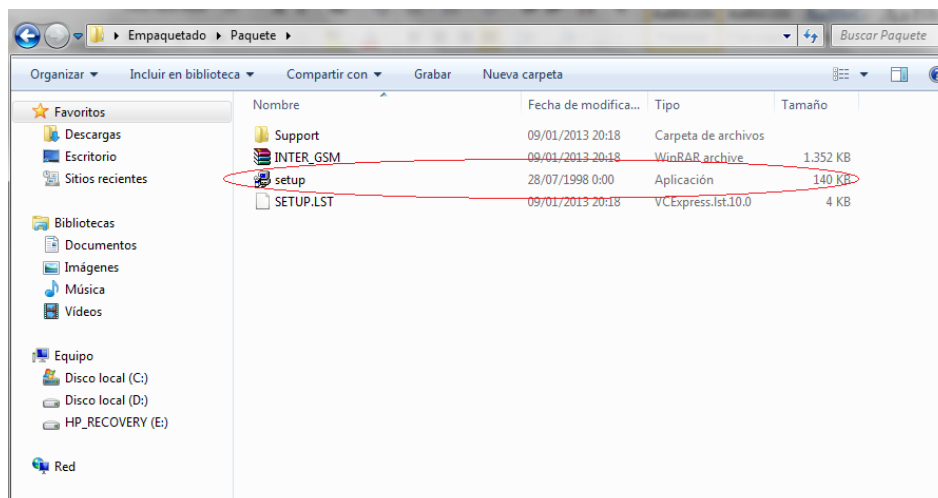 Empaquetado Paquete Buscar Paquete
Organizar Incluir en biblioteca Compartir con Grabar Nueva carpeta
Favoritos
Descargas
Escritorio
Sitios recientes
Bibliotecas
Documentos
Imágenes
Música
Vídeos
Equipo
Disco local (C:)
Disco local (D:)
HP_RECOVERY (E:)
Red
Nombre Fecha de modifica... Tipo Tamaño
Support 09/01/2013 20:18 Carpeta de archivos
INTER_GSM 09/01/2013 20:18 WinRAR archive 1.352 KB
setup 28/07/1998 0:00 Aplicación 140 KB
SETUP.LST 09/01/2013 20:18 VCExpress.lst.10.0 4 KB